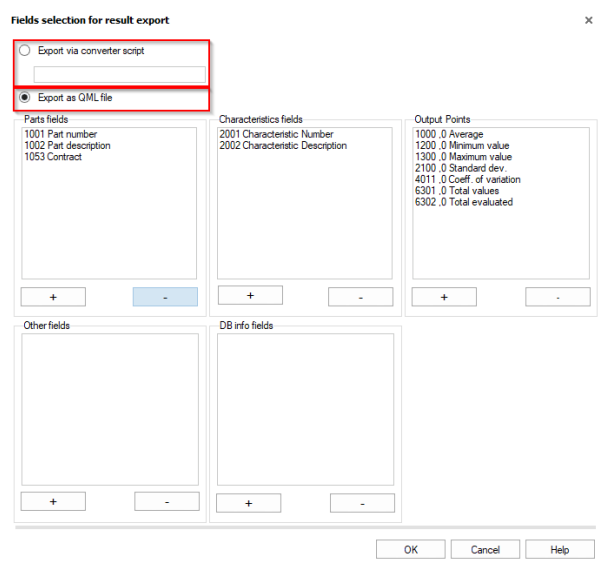 Fields selection for result export
×
Export via converter script
Export as QML file
Parts fields
1001 Part number
1002 Part description
1053 Contract
+ -
Characteristics fields
2001 Characteristic Number
2002 Characteristic Description
+ -
Output Points
1000 ,0 Average
1200 ,0 Minimum value
1300 ,0 Maximum value
2100 ,0 Standard dev.
4011 ,0 Coeff. of variation
6301 ,0 Total values
6302 ,0 Total evaluated
+ -
Other fields
+ -
DB info fields
+ -
OK Cancel Help